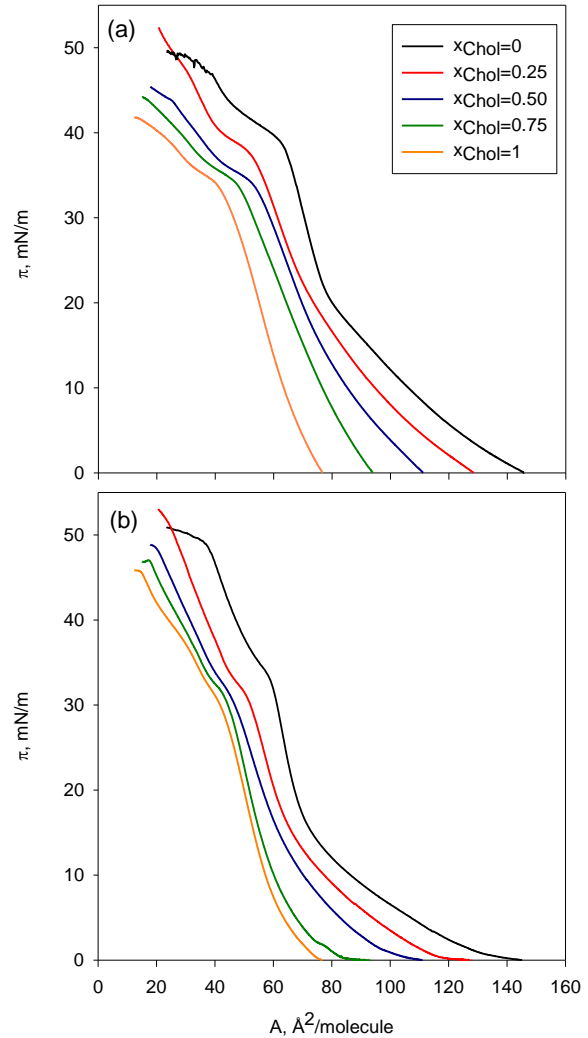 (a)
xChol=0
xChol=0.25
xChol=0.50
xChol=0.75
xChol=1
50
40
30
20
10
0
π, mN/m
(b)
50
40
30
20
10
0
π, mN/m
0 20 40 60 80 100 120 140 160
A, Å²/molecule